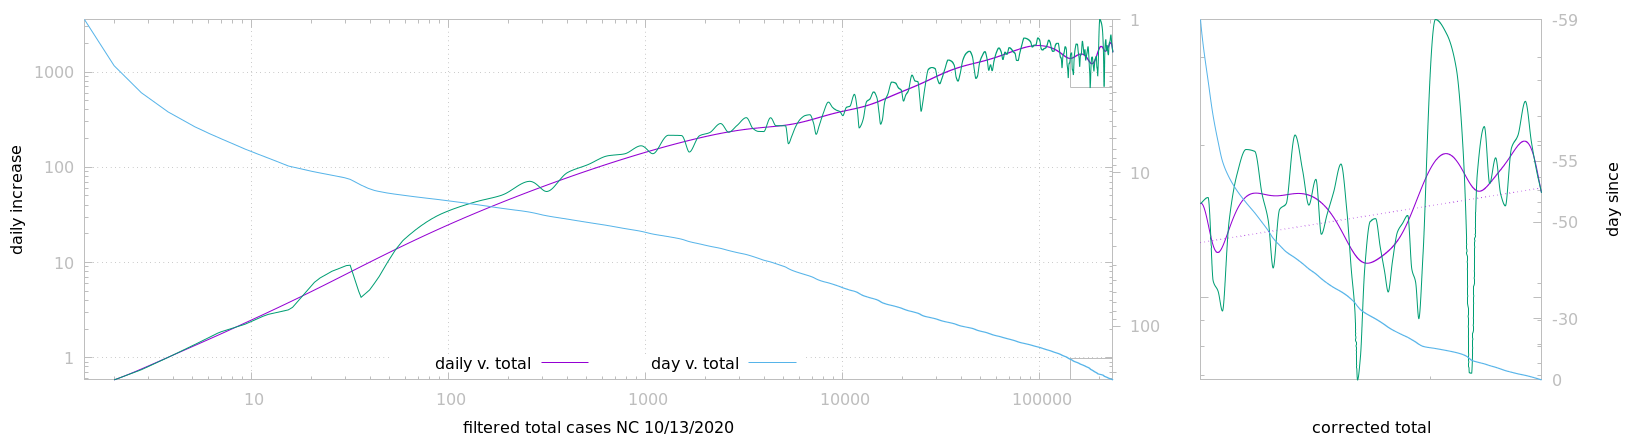 daily increase
1000
100
10
1
daily v. total
day v. total
10
100
1000
10000
100000
filtered total cases NC 10/13/2020
1
10
100
-59
-55
-50
-30
0
day since
corrected total